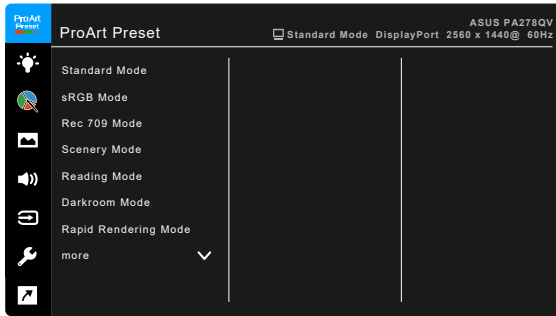 ProArt
Preset
ProArt Preset
ASUS PA278QV
Standard Mode DisplayPort 2560 x 1440@ 60Hz
Standard Mode
sRGB Mode
Rec 709 Mode
Scenery Mode
Reading Mode
Darkroom Mode
Rapid Rendering Mode
more